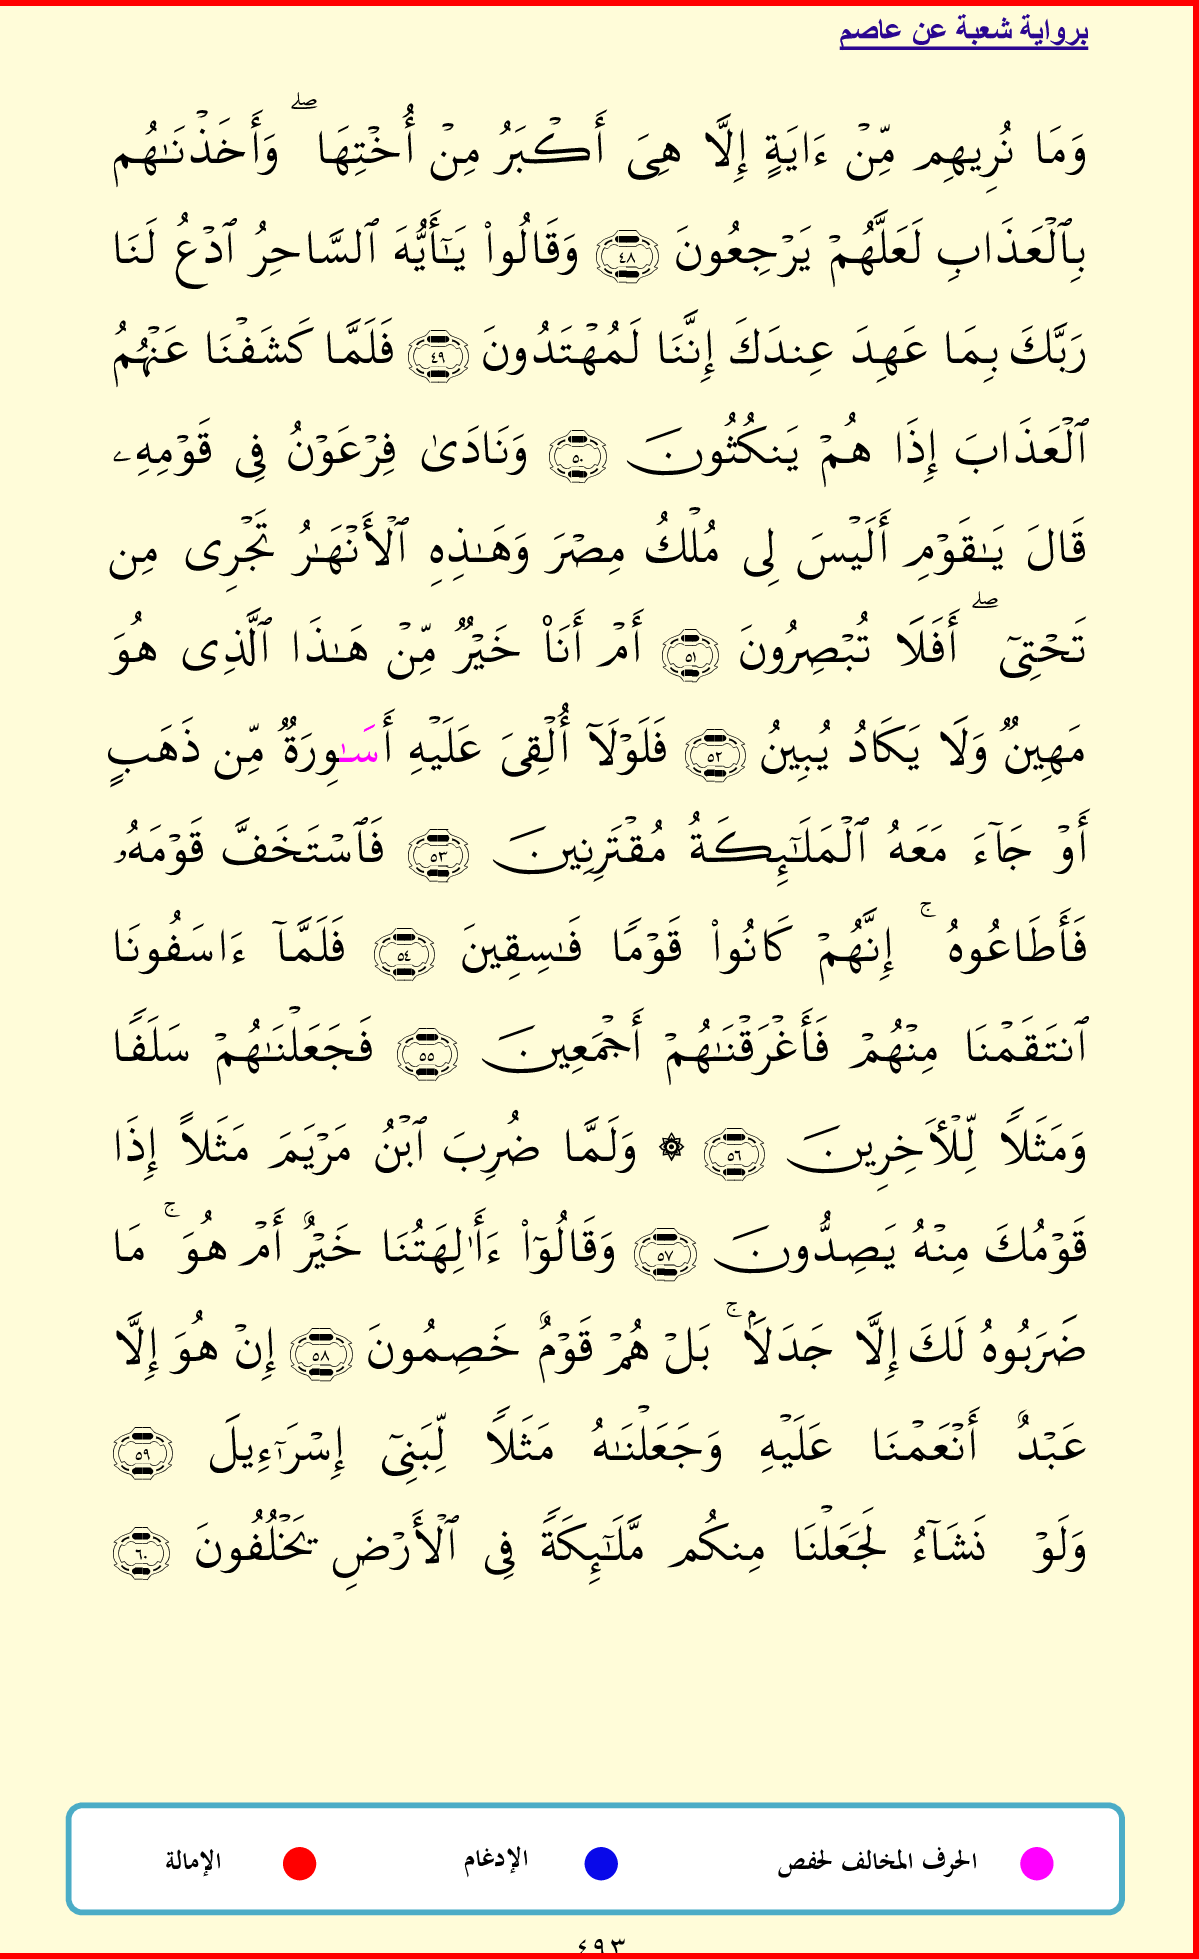 برواية شعبة عن عاصم
وَمَا نُرِيهِم مِّنْ ءَايَةٍ إِلَّا هِىَ أَكْبَرُ مِنْ أُخْتِهَا ۖ وَأَخَذْنَـٰهُم
بِٱلْعَذَابِ لَعَلَّهُمْ يَرْجِعُونَ ٤٨ وَقَالُوا۟ يَـٰٓأَيُّهَ ٱلسَّاحِرُ ٱدْعُ لَنَا
رَبَّكَ بِمَا عَهِدَ عِندَكَ إِنَّنَا لَمُهْتَدُونَ ٤٩ فَلَمَّا كَشَفْنَا عَنْهُمُ
ٱلْعَذَابَ إِذَا هُمْ يَنكُثُونَ ٥٠ وَنَادَىٰ فِرْعَوْنُ فِى قَوْمِهِۦ
قَالَ يَـٰقَوْمِ أَلَيْسَ لِى مُلْكُ مِصْرَ وَهَـٰذِهِ ٱلْأَنْهَـٰرُ تَجْرِى مِن
تَحْتِىٓ ۖ أَفَلَا تُبْصِرُونَ ٥١ أَمْ أَنَا۠ خَيْرٌ مِّنْ هَـٰذَا ٱلَّذِى هُوَ
مَهِينٌ وَلَا يَكَادُ يُبِينُ ٥٢ فَلَوْلَآ أُلْقِىَ عَلَيْهِ أَسَـٰوِرَةٌ مِّن ذَهَبٍ
أَوْ جَآءَ مَعَهُ ٱلْمَلَـٰٓئِكَةُ مُقْتَرِنِينَ ٥٣ فَٱسْتَخَفَّ قَوْمَهُۥ
فَأَطَاعُوهُ ۚ إِنَّهُمْ كَانُوا۟ قَوْمًا فَـٰسِقِينَ ٥٤ فَلَمَّآ ءَاسَفُونَا
ٱنتَقَمْنَا مِنْهُمْ فَأَغْرَقْنَـٰهُمْ أَجْمَعِينَ ٥٥ فَجَعَلْنَـٰهُمْ سَلَفًا
وَمَثَلًا لِّلْـَٔاخِرِينَ ٥٦ ۞ وَلَمَّا ضُرِبَ ٱبْنُ مَرْيَمَ مَثَلًا إِذَا
قَوْمُكَ مِنْهُ يَصِدُّونَ ٥٧ وَقَالُوٓا۟ ءَأَـٰلِهَتُنَا خَيْرٌ أَمْ هُوَ ۚ مَا
ضَرَبُوهُ لَكَ إِلَّا جَدَلًۢا ۚ بَلْ هُمْ قَوْمٌ خَصِمُونَ ٥٨ إِنْ هُوَ إِلَّا
عَبْدٌ أَنْعَمْنَا عَلَيْهِ وَجَعَلْنَـٰهُ مَثَلًا لِّبَنِىٓ إِسْرَٰٓءِيلَ ٥٩
وَلَوْ نَشَآءُ لَجَعَلْنَا مِنكُم مَّلَـٰٓئِكَةً فِى ٱلْأَرْضِ يَخْلُفُونَ ٦٠
الحرف المخالف لحفص الإدغام الإمالة
٤٩٣